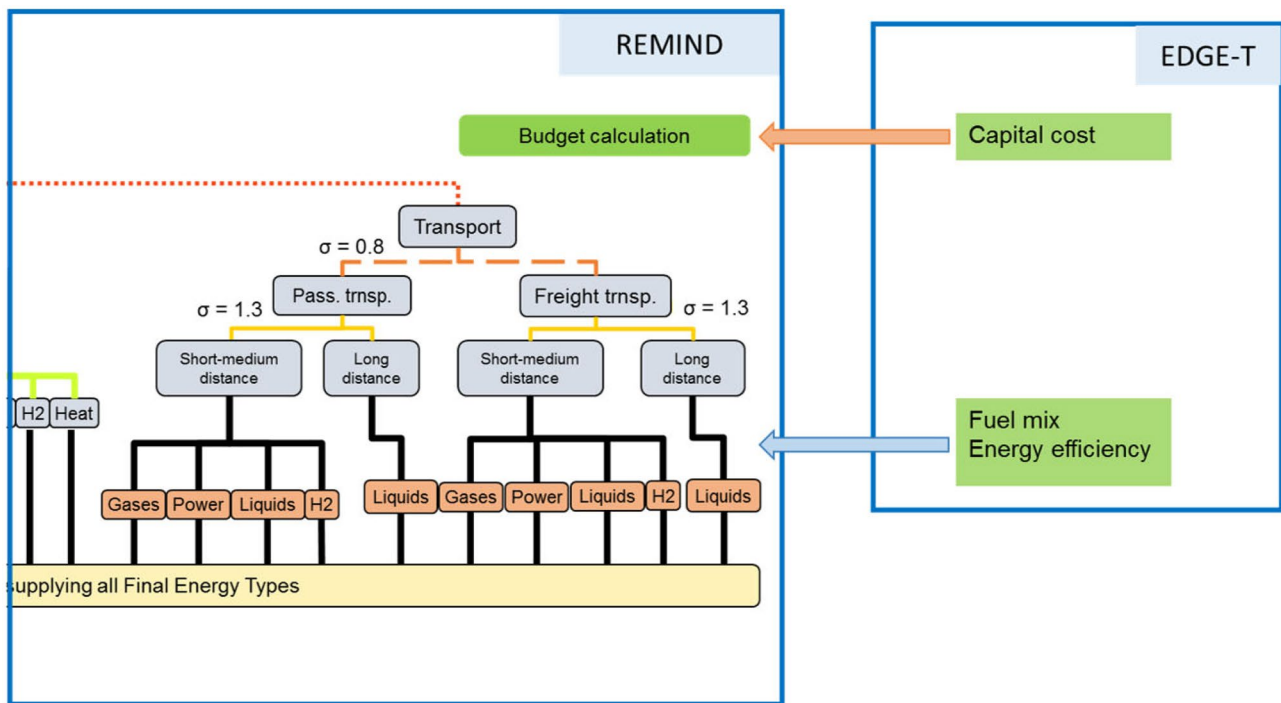 REMIND
EDGE-T
Budget calculation
Capital cost
Transport
σ = 0.8
Pass. trnsp.
Freight trnsp.
σ = 1.3
σ = 1.3
Short-medium
distance
Long
distance
Short-medium
distance
Long
distance
H2
Heat
Fuel mix
Energy efficiency
Gases
Power
Liquids
H2
Liquids
Gases
Power
Liquids
H2
Liquids
supplying all Final Energy Types